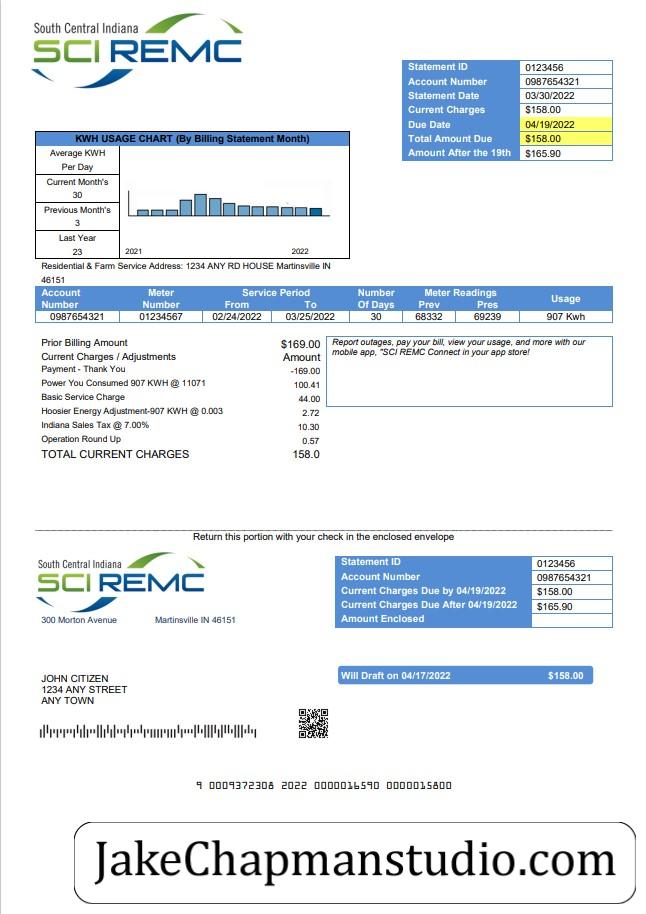 South Central Indiana
SCI REMC
Statement ID 0123456
Account Number 0987654321
Statement Date 03/30/2022
Current Charges $158.00
Due Date 04/19/2022
Total Amount Due $158.00
Amount After the 19th $165.90
KWH USAGE CHART (By Billing Statement Month)
Average KWH
Per Day
Current Month's
30
Previous Month's
3
Last Year
23
2021 2022
Residential & Farm Service Address: 1234 ANY RD HOUSE Martinsville IN
46151
Account Meter Service Period Number Meter Readings Usage
Number Number From To Of Days Prev Pres
0987654321 01234567 02/24/2022 03/25/2022 30 68332 69239 907 Kwh
Prior Billing Amount $169.00
Current Charges / Adjustments Amount
Payment - Thank You -169.00
Power You Consumed 907 KWH @ 11071 100.41
Basic Service Charge 44.00
Hoosier Energy Adjustment-907 KWH @ 0.003 2.72
Indiana Sales Tax @ 7.00% 10.30
Operation Round Up 0.57
TOTAL CURRENT CHARGES 158.0
Report outages, pay your bill, view your usage, and more with our
mobile app, "SCI REMC Connect in your app store!
Return this portion with your check in the enclosed envelope
South Central Indiana
SCI REMC
300 Morton Avenue Martinsville IN 46151
Statement ID 0123456
Account Number 0987654321
Current Charges Due by 04/19/2022 $158.00
Current Charges Due After 04/19/2022 $165.90
Amount Enclosed
Will Draft on 04/17/2022 $158.00
JOHN CITIZEN
1234 ANY STREET
ANY TOWN
9 0009372308 2022 0000016590 0000015800
JakeChapmanstudio.com